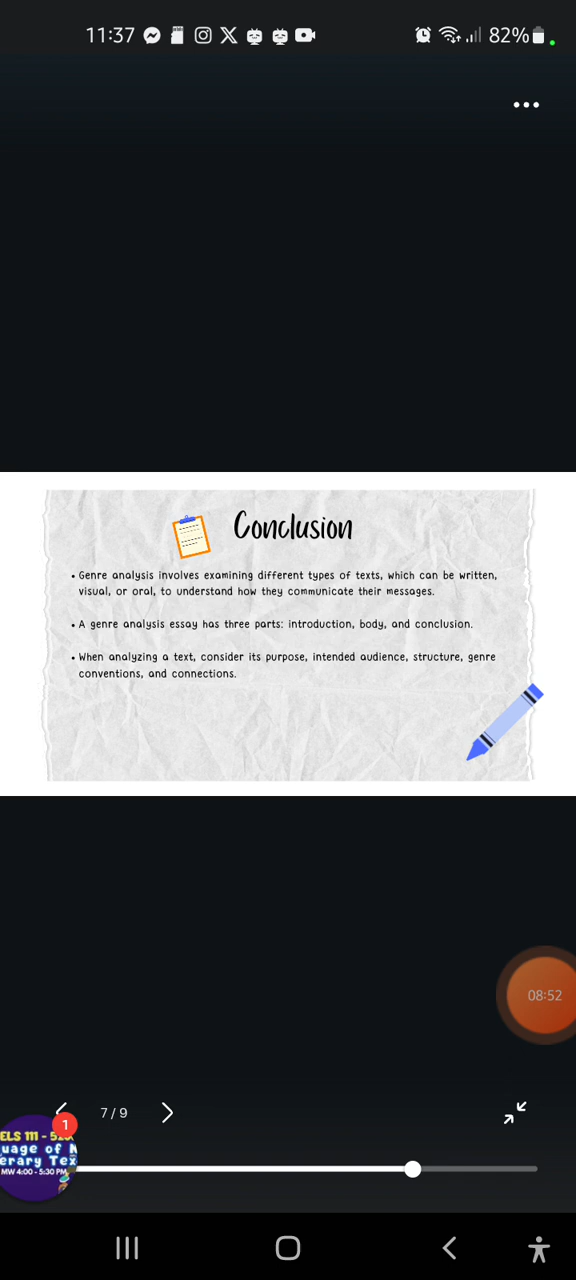 11:37
82%
Conclusion
• Genre analysis involves examining different types of texts, which can be written,
visual, or oral, to understand how they communicate their messages.
• A genre analysis essay has three parts: introduction, body, and conclusion.
• When analyzing a text, consider its purpose, intended audience, structure, genre
conventions, and connections.
08:52
7 / 9
1
ELS 111 - 
of
MW 4:00 - 5:30 PM